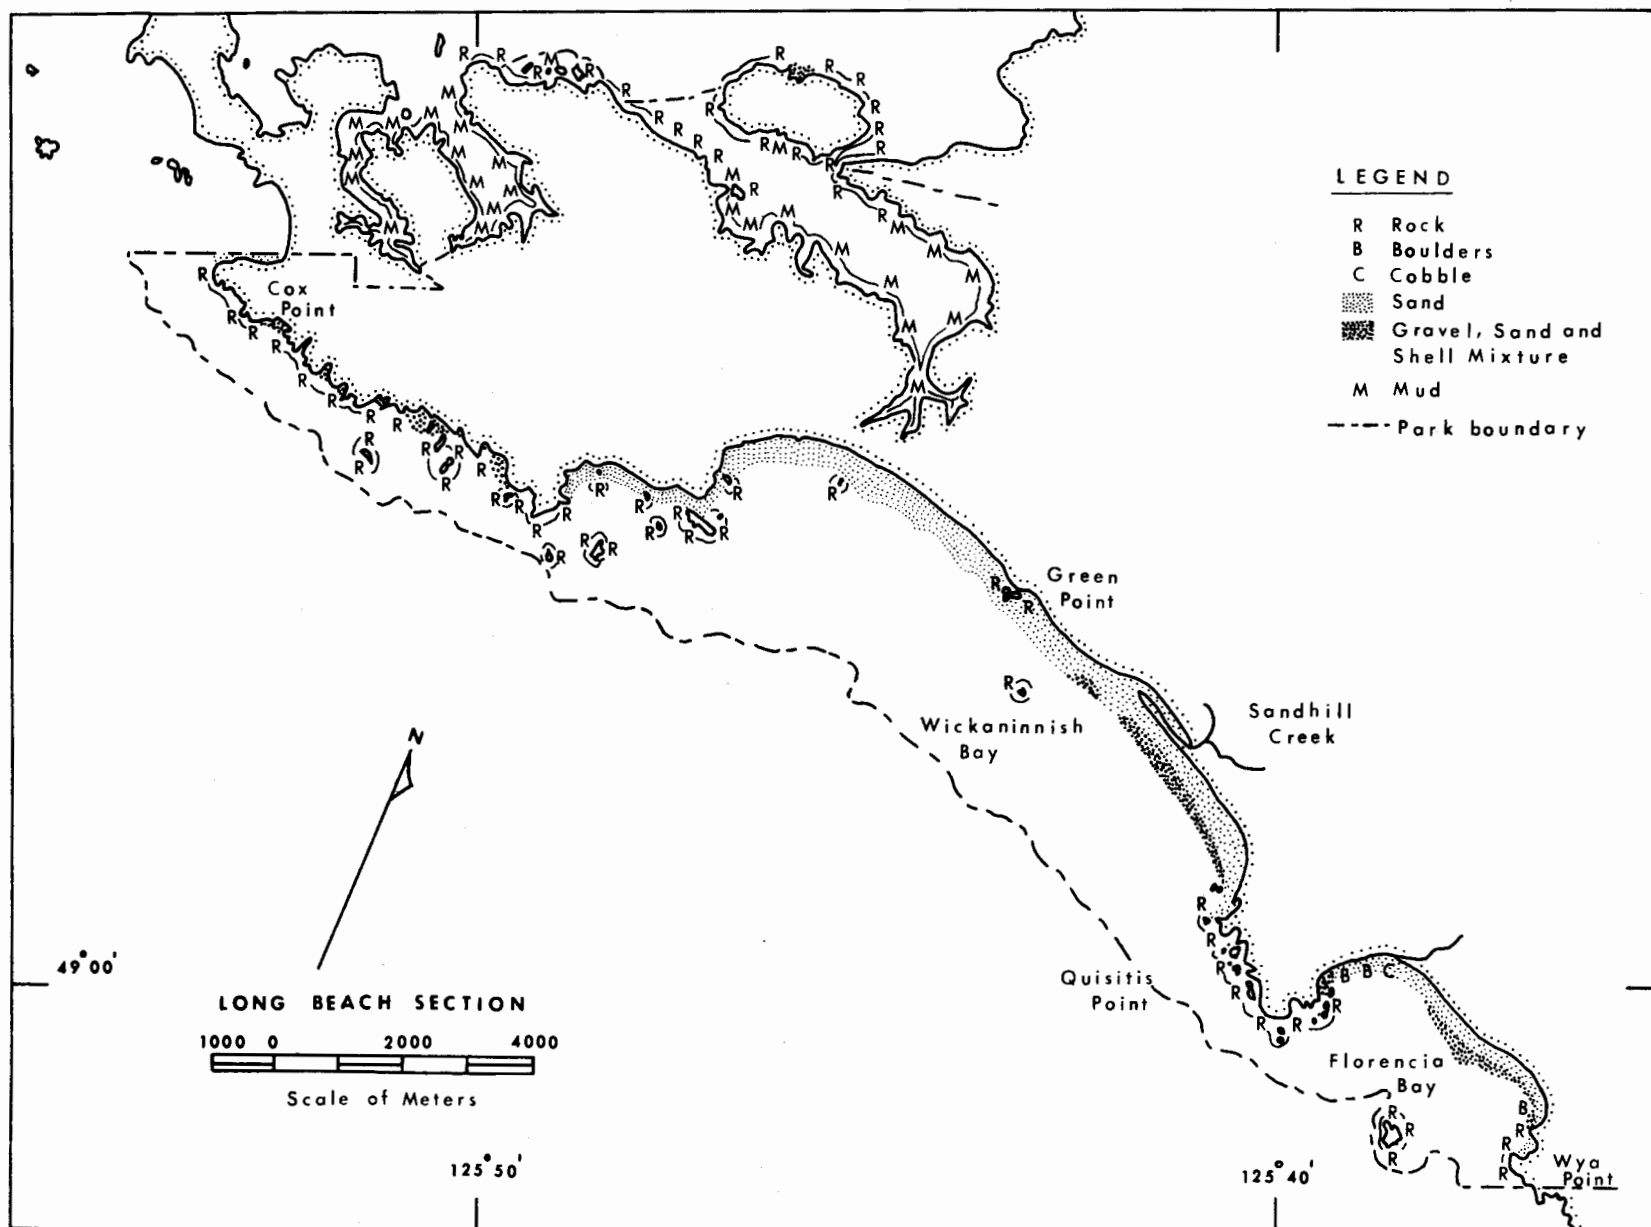 LEGEND
R Rock
B Boulders
C Cobble
Sand
Gravel, Sand and
Shell Mixture
M Mud
Park boundary
Cox
Point
Green
Point
Wickaninnish
Bay
Sandhill
Creek
N
49°00'
Quisitis
Point
LONG BEACH SECTION
1000 0 2000 4000
Scale of Meters
Florencia
Bay
B B C
B
Wya
Point
125°50'
125°40'